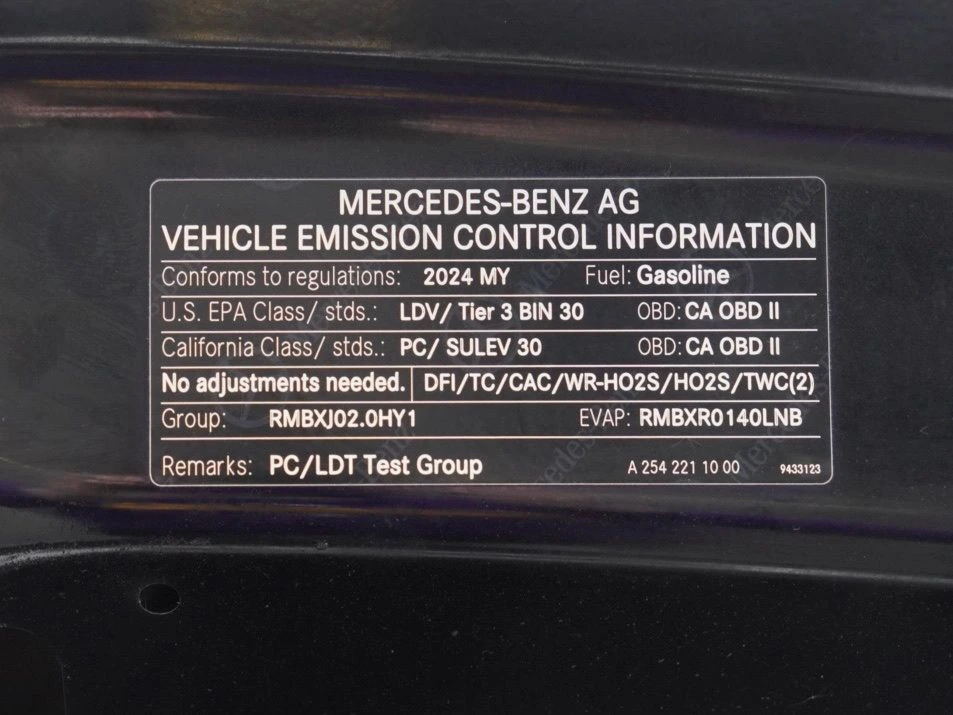 MERCEDES-BENZ AG
VEHICLE EMISSION CONTROL INFORMATION
Conforms to regulations: 2024 MY Fuel: Gasoline
U.S. EPA Class/ stds.: LDV/ Tier 3 BIN 30 OBD: CA OBD II
California Class/ stds.: PC/ SULEV 30 OBD: CA OBD II
No adjustments needed. DFI/TC/CAC/WR-HO2S/HO2S/TWC(2)
Group: RMBXJ02.0HY1 EVAP: RMBXR0140LNB
Remarks: PC/LDT Test Group A 254 221 10 00 9433123